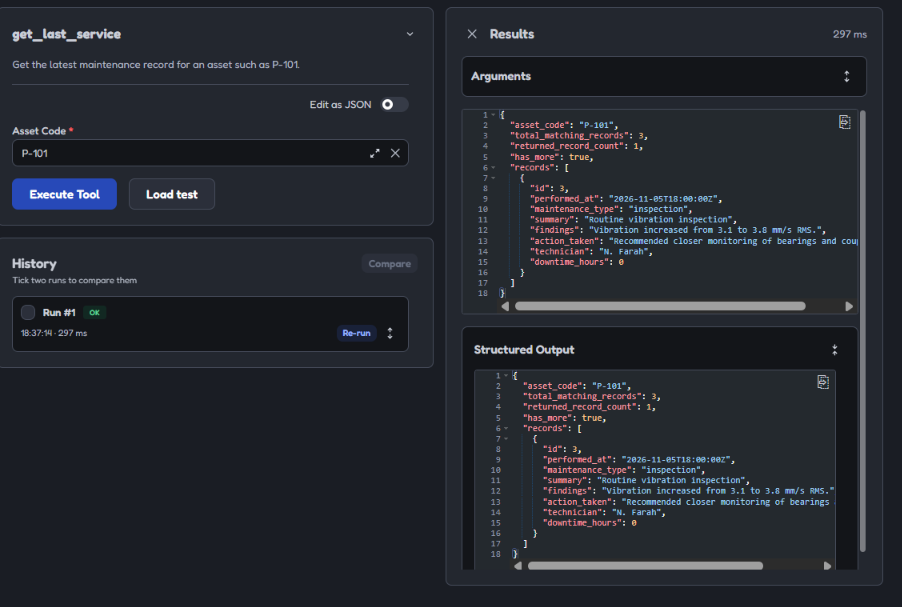 get_last_service
Get the latest maintenance record for an asset such as P-101.
Edit as JSON
Asset Code *
P-101
Execute Tool
Load test
History
Compare
Tick two runs to compare them
Run #1 OK
18:37:14 · 297 ms
Re-run
Results
297 ms
Arguments
1 {
2 "asset_code": "P-101",
3 "total_matching_records": 3,
4 "returned_record_count": 1,
5 "has_more": true,
6 "records": [
7 {
8 "id": 3,
9 "performed_at": "2026-11-05T18:00:00Z",
10 "maintenance_type": "inspection",
11 "summary": "Routine vibration inspection",
12 "findings": "Vibration increased from 3.1 to 3.8 mm/s RMS.",
13 "action_taken": "Recommended closer monitoring of bearings and cou
14 "technician": "N. Farah",
15 "downtime_hours": 0
16 }
17 ]
18 }
Structured Output
1 {
2 "asset_code": "P-101",
3 "total_matching_records": 3,
4 "returned_record_count": 1,
5 "has_more": true,
6 "records": [
7 {
8 "id": 3,
9 "performed_at": "2026-11-05T18:00:00Z",
10 "maintenance_type": "inspection",
11 "summary": "Routine vibration inspection",
12 "findings": "Vibration increased from 3.1 to 3.8 mm/s RMS."
13 "action_taken": "Recommended closer monitoring of bearings
14 "technician": "N. Farah",
15 "downtime_hours": 0
16 }
17 ]
18 }